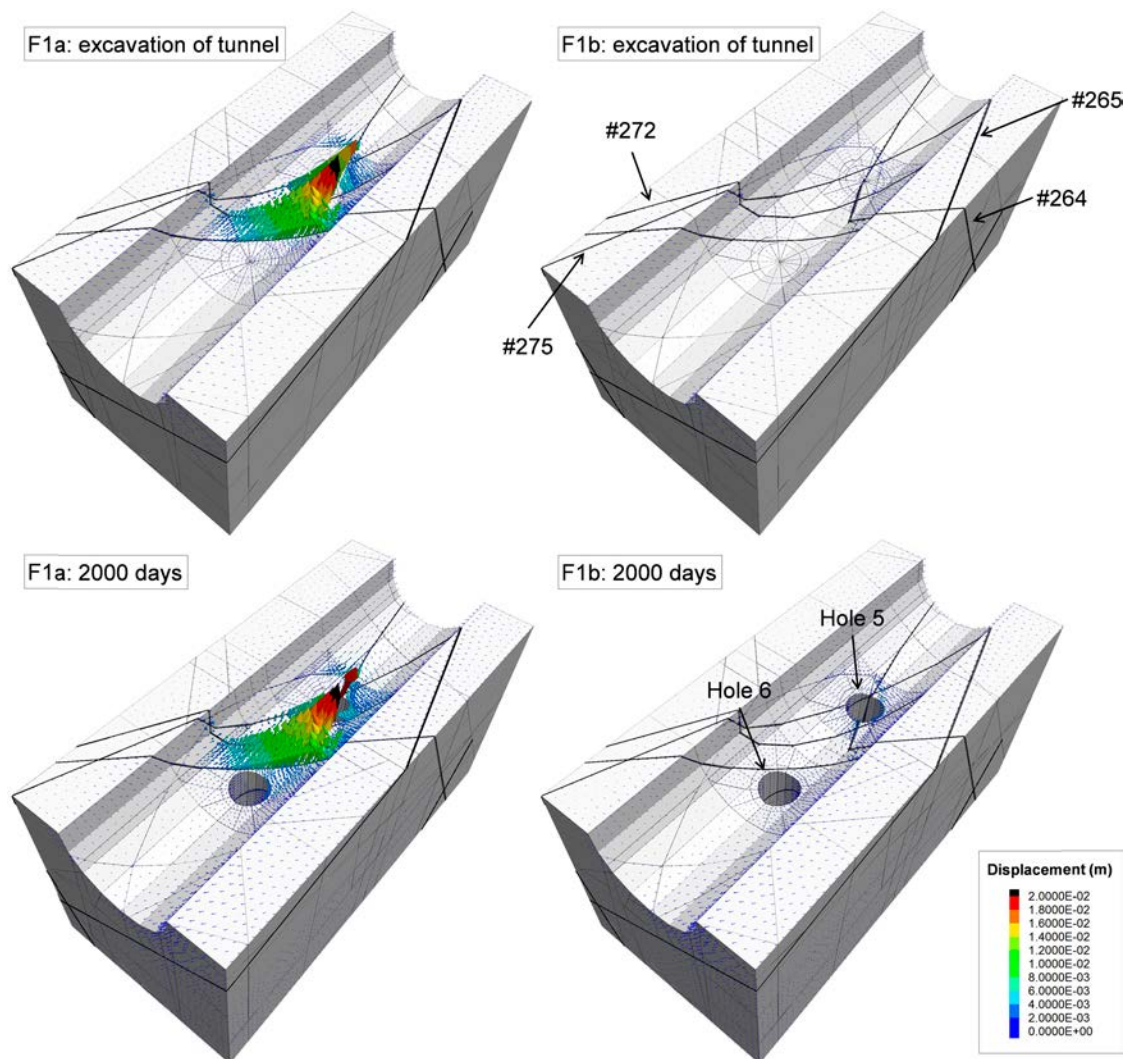 F1a: excavation of tunnel
F1b: excavation of tunnel
#265
#272
#264
#275
F1a: 2000 days
F1b: 2000 days
Hole 5
Hole 6
Displacement (m)
2.0000E-02
1.8000E-02
1.6000E-02
1.4000E-02
1.2000E-02
1.0000E-02
8.0000E-03
6.0000E-03
4.0000E-03
2.0000E-03
0.0000E+00